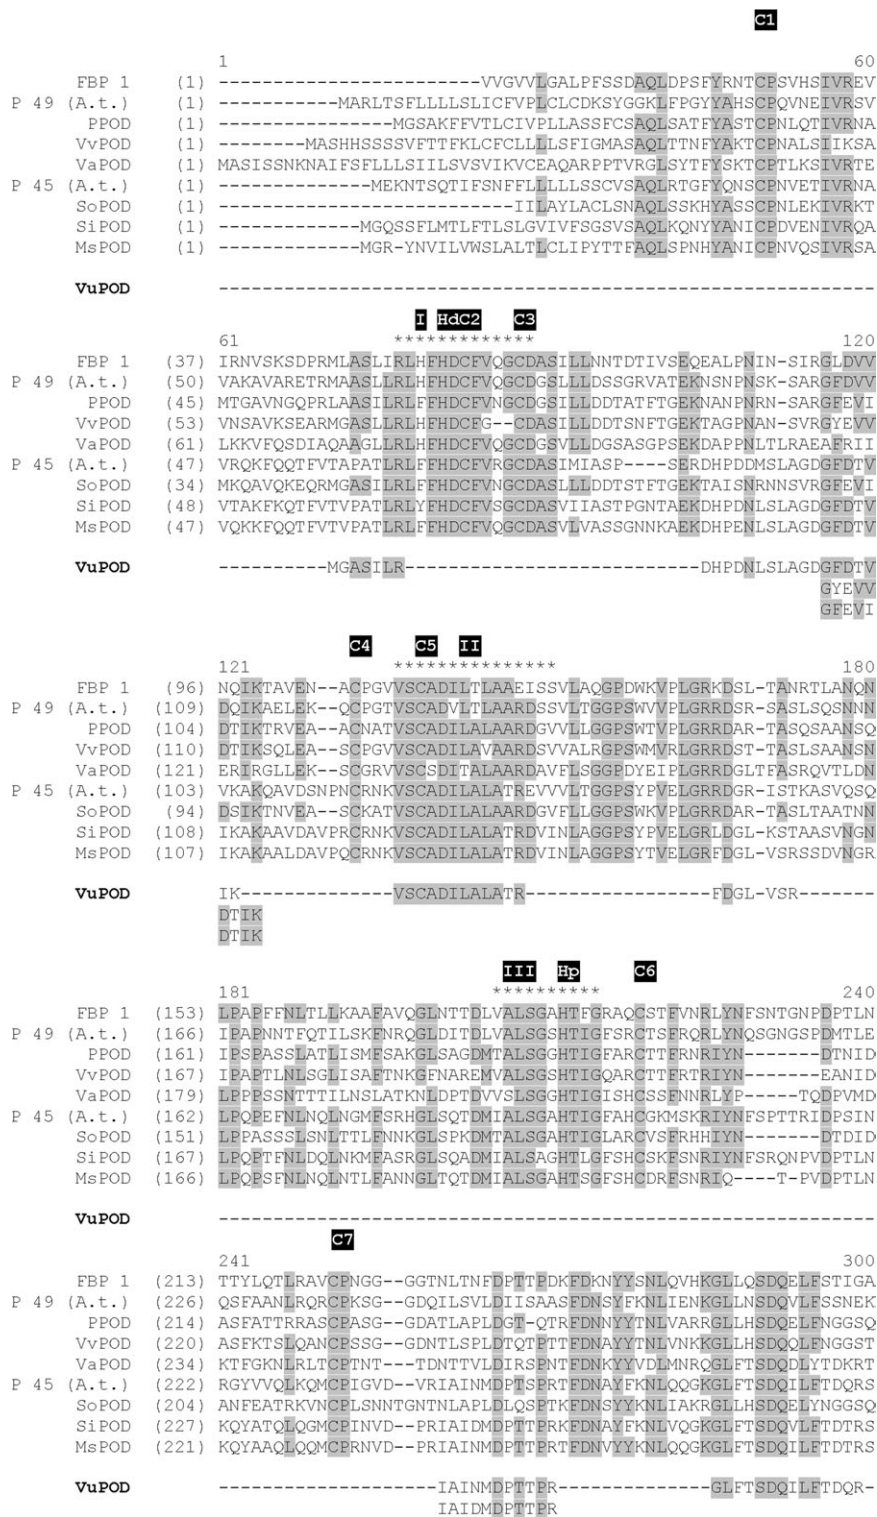 C1
1 60
FBP 1 (1) ------------------------VVGVVLGALPFSSDAQLDPSFYRNTCPSVHSIVREV
P 49 (A.t.) (1) -----------MARLTSFLLLLSLICFVPLCLCDKSYGGKLFPGYYAHSCPQVNEIVRSV
PPOD (1) ----------------MGSAKFFVTLCIVPLLASSFCSAQLSATFYASTCPNLQTIVRNA
VvPOD (1) --------MASHHSSSSVFTTFKLCFCLLLLSFIGMASAQLTTNFYAKTCPNALSIIKSA
VaPOD (1) MASISSNKNAIFSFLLLSIILSVSVIKVCEAQARPPTVRGLSYTFYSKTCPTLKSIVRTE
P 45 (A.t.) (1) --------------MEKNTSQTIFSNFFLLLLLSSCVSAQLRTGFYQNSCPNVETIVRNA
SoPOD (1) ---------------------------IILAYLACLSNAQLSSKHYASSCPNLEKIVRKT
SiPOD (1) -------------MGQSSFLMTLFTLSLGVIVFSGSVSAQLKQNYYANICPDVENIVRQA
MsPOD (1) -------------MGR-YNVILVWSLALTLCLIPYTTFAQLSPNHYANICPNVQSIVRSA
VuPOD ------------------------------------------------------------
I HdC2 C3
61 ************* 120
FBP 1 (37) IRNVSKSDPRMLASLIRLHFHDCFVQGCDASILLNNTDTIVSEQEALPNIN-SIRGLDVV
P 49 (A.t.) (50) VAKAVARETRMAASLLRLHFHDCFVQGCDGSLLLDSSGRVATEKNSNPNSK-SARGFDVV
PPOD (45) MTGAVNGQPRLAASILRLFFHDCFVNGCDGSILLDDTATFTGEKNANPNRN-SARGFEVI
VvPOD (53) VNSAVKSEARMGASLLRLHFHDCFG--CDASILLDDTSNFTGEKTAGPNAN-SVRGYEVV
VaPOD (61) LKKVFQSDIAQAAGLLRLHFHDCFVQGCDGSVLLDGSASGPSEKDAPPNLTLRAEAFRII
P 45 (A.t.) (47) VRQKFQQTFVTAPATLRLFFHDCFVRGCDASIMIASP----SERDHPDDMSLAGDGFDTV
SoPOD (34) MKQAVQKEQRMGASILRLFFHDCFVNGCDASLLLDDTSTFTGEKTAISNRNNSVRGFEVI
SiPOD (48) VTAKFKQTFVTVPATLRLYFHDCFVSGCDASVIIASTPGNTAEKDHPDNLSLAGDGFDTV
MsPOD (47) VQKKFQQTFVTVPATLRLFFHDCFVQGCDASVLVASSGNNKAEKDHPENLSLAGDGFDTV
VuPOD ----------MGASILR---------------------------DHPDNLSLAGDGFDTV
GYEVV
GFEVI
C4 C5 II
121 *************** 180
FBP 1 (96) NQIKTAVEN--ACPGVVSCADILTLAAEISSVLAQGPDWKVPLGRKDSL-TANRTLANQN
P 49 (A.t.) (109) DQIKAELEK--QCPGTVSCADVLTLAARDSSVLTGGPSWVVPLGRRDSR-SASLSQSNNN
PPOD (104) DTIKTRVEA--ACNATVSCADILALAARDGVVLLGGPSWTVPLGRRDAR-TASQSAANSQ
VvPOD (110) DTIKSQLEA--SCPGVVSCADILAVAARDSVVALRGPSWMVRLGRRDST-TASLSAANSN
VaPOD (121) ERIRGLLEK--SCGRVVSCSDITALAARDAVFLSGGPDYEIPLGRRDGLTFASRQVTLDN
P 45 (A.t.) (103) VKAKQAVDSNPNCRNKVSCADILALATREVVVLTGGPSYPVELGRRDGR-ISTKASVQSQ
SoPOD (94) DSIKTNVEA--SCKATVSCADILALAARDGVFLLGGPSWKVPLGRRDAR-TASLTAATNN
SiPOD (108) IKAKAAVDAVPRCRNKVSCADILALATRDVINLAGGPSYPVELGRLDGL-KSTAASVNGN
MsPOD (107) IKAKAALDAVPQCRNKVSCADILALATRDVINLAGGPSYTVELGRFDGL-VSRSSDVNGR
VuPOD IK--------------VSCADILALATR-----------------FDGL-VSR-------
DTIK
DTIK
III Hp C6
181 ********** 240
FBP 1 (153) LPAPFFNLTLLKAAFAVQGLNTTDLVALSGAHTFGRAQCSTFVNRLYNFSNTGNPDPTLN
P 49 (A.t.) (166) IPAPNNTFQTILSKFNRQGLDITDLVALSGSHTIGFSRCTSFRQRLYNQSGNGSPDMTLE
PPOD (161) IPSPASSLATLISMFSAKGLSAGDMTALSGGHTIGFARCTTFRNRIYN-------DTNID
VvPOD (167) IPAPTLNLSGLISAFTNKGFNAREMVALSGSHTIGQARCTTFRTRIYN-------EANID
VaPOD (179) LPPPSSNTTTILNSLATKNLDPTDVVSLSGGHTIGISHCSSFNNRLYP-----TQDPVMD
P 45 (A.t.) (162) LPQPEFNLNQLNGMFSRHGLSQTDMIALSGAHTIGFAHCGKMSKRIYNFSPTTRIDPSIN
SoPOD (151) LPPASSSLSNLTTLFNNKGLSPKDMTALSGAHTIGLARCVSFRHHIYN-------DTDID
SiPOD (167) LPQPTFNLDQLNKMFASRGLSQADMIALSAGHTLGFSHCSKFSNRIYNFSRQNPVDPTLN
MsPOD (166) LPQPSFNLNQLNTLFANNGLTQTDMIALSGAHTSGFSHCDRFSNRIQ----T-PVDPTLN
VuPOD ------------------------------------------------------------
C7
241 300
FBP 1 (213) TTYLQTLRAVCPNGG--GGTNLTNFDPTTPDKFDKNYYSNLQVHKGLLQSDQELFSTIGA
P 49 (A.t.) (226) QSFAANLRQRCPKSG--GDQILSVLDIISAASFDNSYFKNLIENKGLLNSDQVLFSSNEK
PPOD (214) ASFATTRRASCPASG--GDATLAPLDGT-QTRFDNNYYTNLVARRGLLHSDQELFNGGSQ
VvPOD (220) ASFKTSLQANCPSSG--GDNTLSPLDTQTPTTFDNAYYTNLVNKKGLLHSDQQLFNGGST
VaPOD (234) KTFGKNLRLTCPTNT--TDNTTVLDIRSPNTFDNKYYVDLMNRQGLFTSDQDLYTDKRT
P 45 (A.t.) (222) RGYVVQLKQMCPIGVD--VRIAINMDPTSPRTFDNAYFKNLQQGKGLFTSDQILFTDQRS
SoPOD (204) ANFEATRKVNCPLSNNTGNTNLAPLDLQSPTKFDNSYYKNLIAKRGLLHSDQELYNGGSQ
SiPOD (227) KQYATQLQGMCPINVD--PRIAIDMDPTTPRKFDNAYFKNLVQGKGLFTSDQVLFTDTRS
MsPOD (221) KQYAAQLQQMCPRNVD--PRIAINMDPTTPRTFDNVYYKNLQQGKGLFTSDQILFTDTRS
VuPOD --------------------IAINMDPTTPR--------------GLFTSDQILFTDQR-
IAIDMDPTTPR